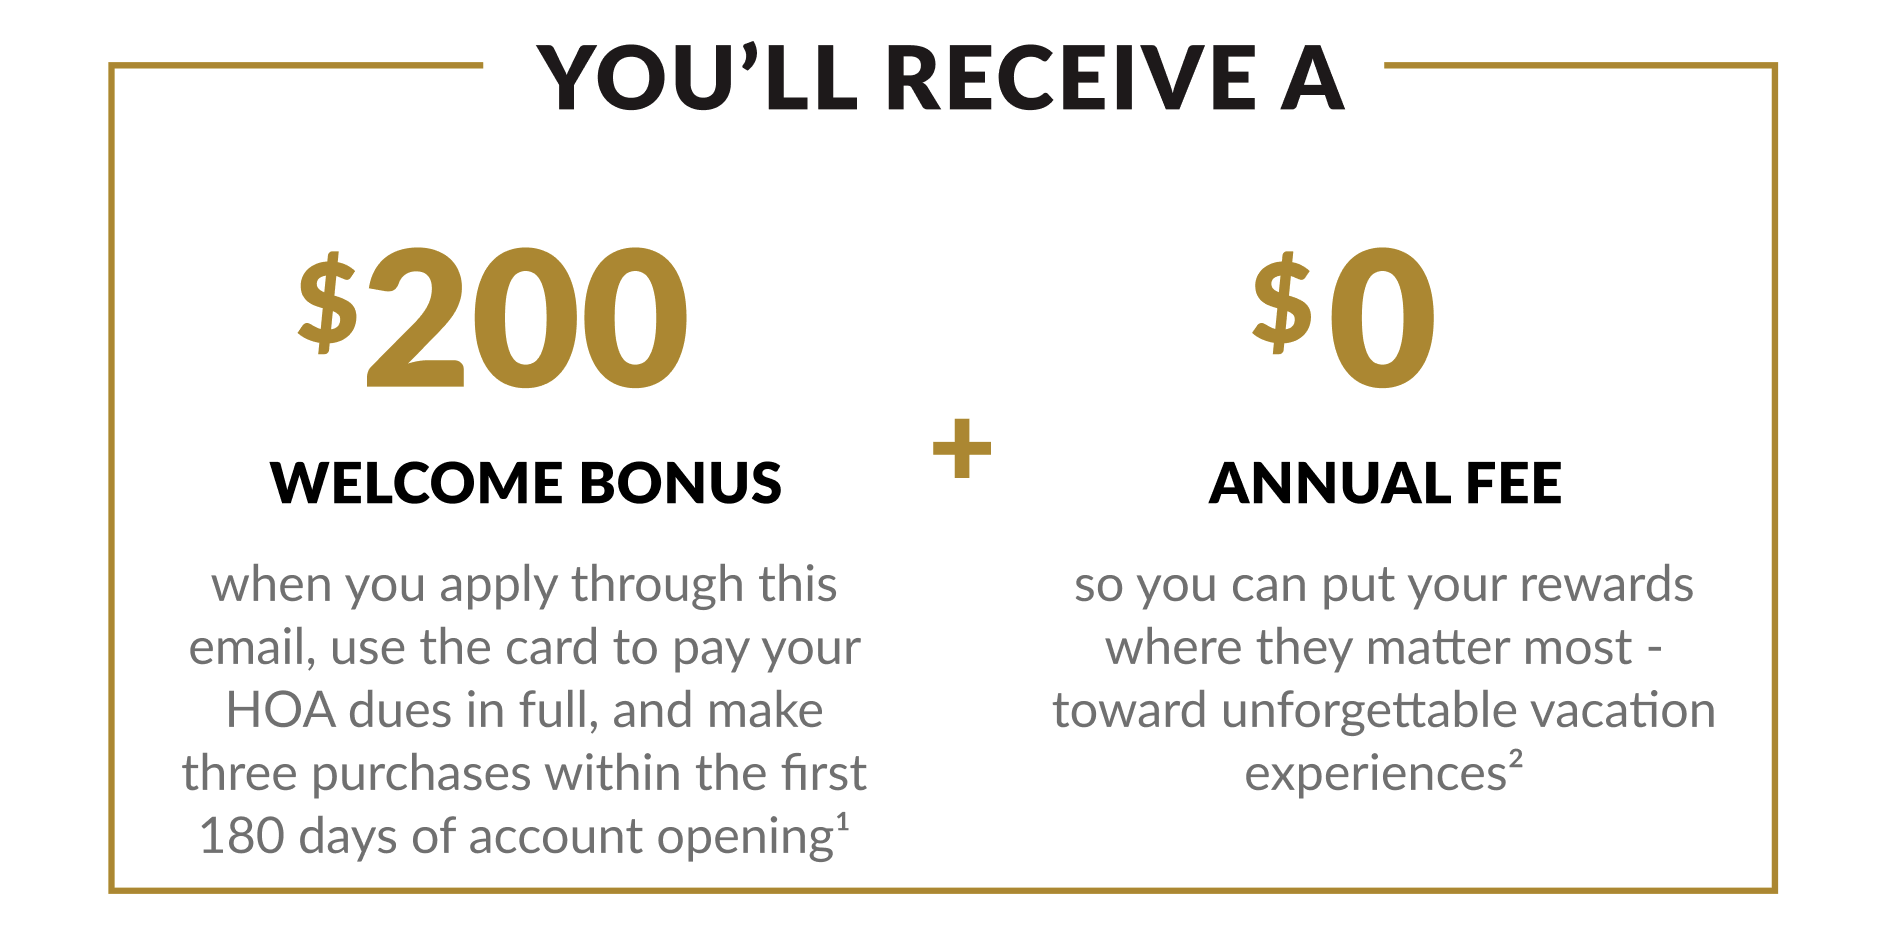 YOU’LL RECEIVE A
$200
WELCOME BONUS
when you apply through this
email, use the card to pay your
HOA dues in full, and make
three purchases within the first
180 days of account opening¹
+
$0
ANNUAL FEE
so you can put your rewards
where they matter most -
toward unforgettable vacation
experiences²